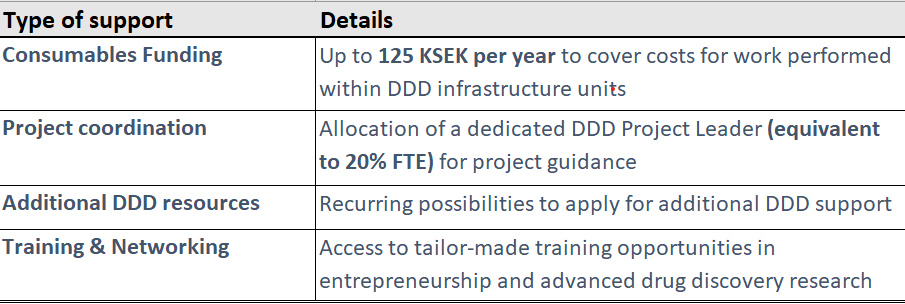 Type of support Details
Consumables Funding Up to 125 KSEK per year to cover costs for work performed
within DDD infrastructure units
Project coordination Allocation of a dedicated DDD Project Leader (equivalent
to 20% FTE) for project guidance
Additional DDD resources Recurring possibilities to apply for additional DDD support
Training & Networking Access to tailor-made training opportunities in
entrepreneurship and advanced drug discovery research